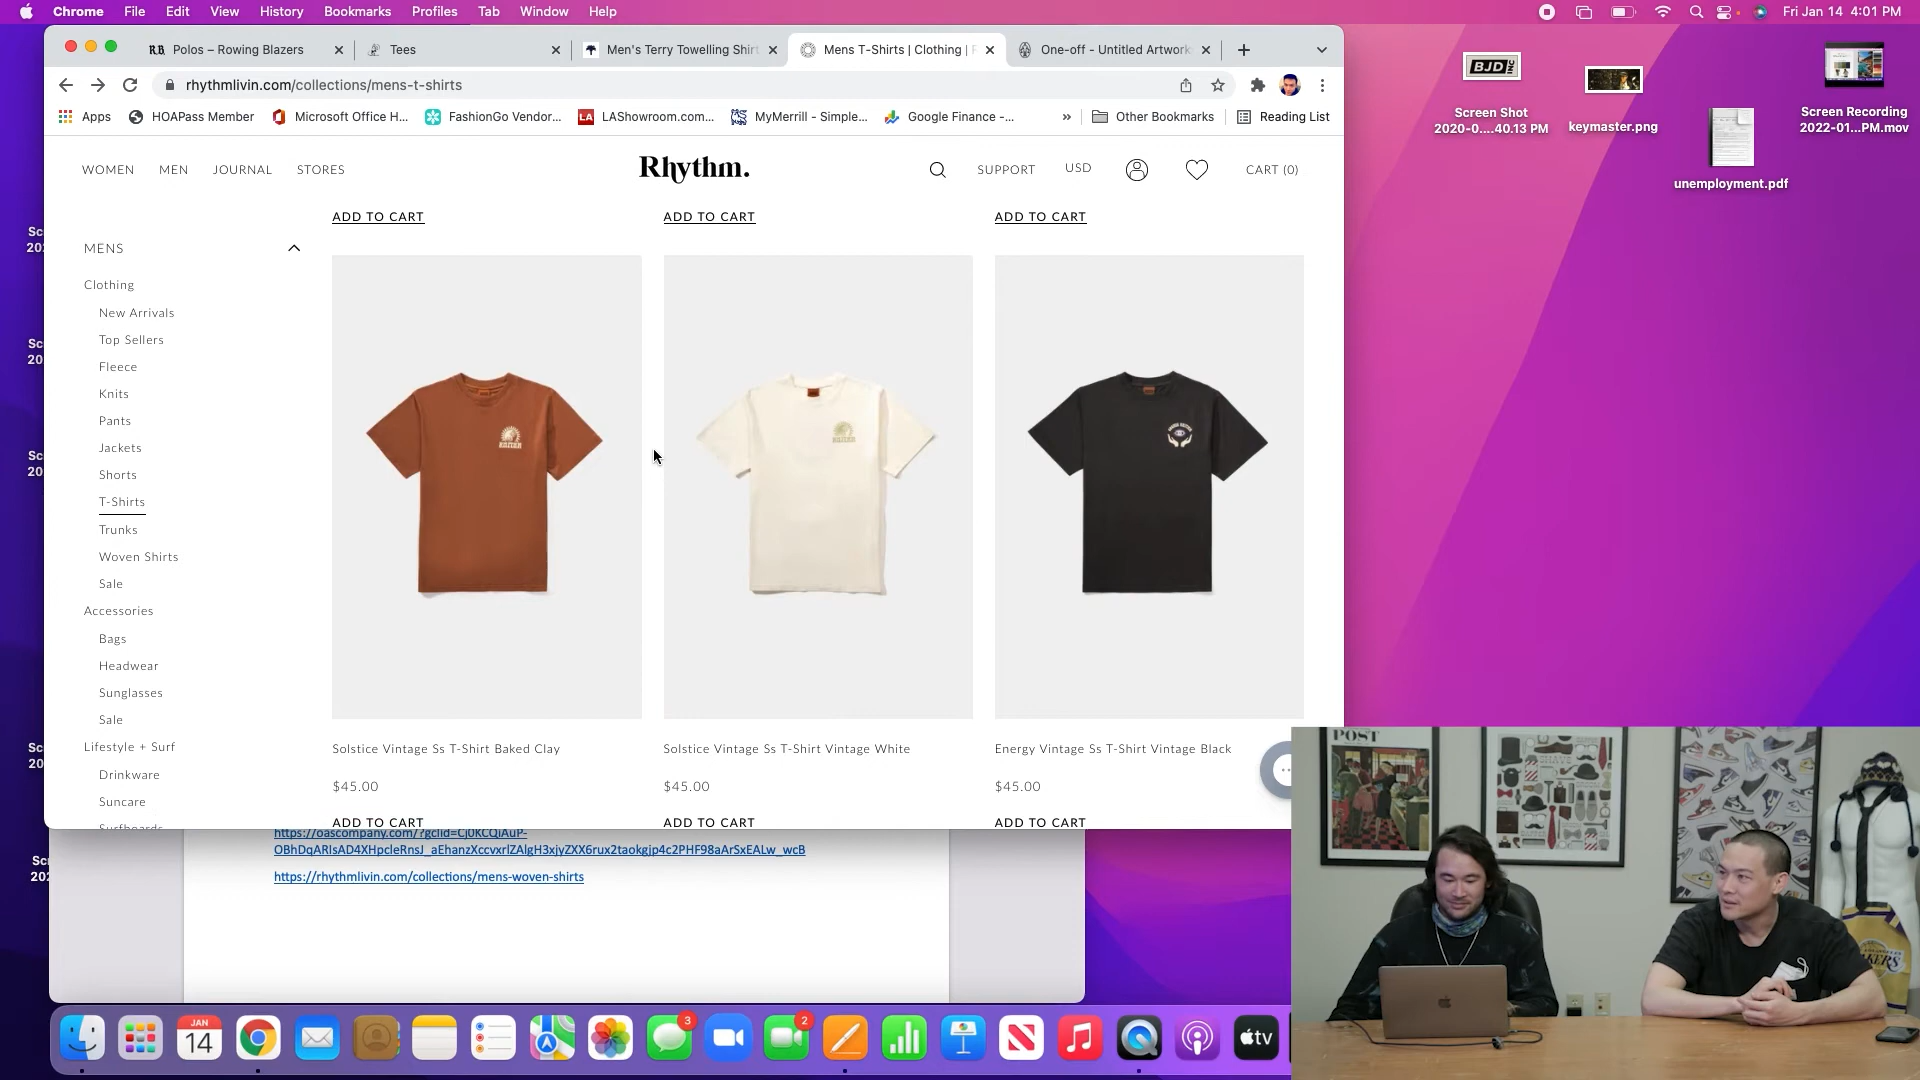 Chrome File Edit View History Bookmarks Profiles Tab Window Help Fri Jan 14 4:01 PM
Polos – Rowing Blazers Tees Men's Terry Towelling Shirt Mens T-Shirts | Clothing | One-off - Untitled Artwork
rhythmlivin.com/collections/mens-t-shirts
Apps HOAPass Member Microsoft Office H... FashionGo Vendor... LAShowroom.com... MyMerrill - Simple... Google Finance -... » Other Bookmarks Reading List
WOMEN MEN JOURNAL STORES Rhythm. SUPPORT USD CART (0)
ADD TO CART ADD TO CART ADD TO CART
MENS
Clothing
New Arrivals
Top Sellers
Fleece
Knits
Pants
Jackets
Shorts
T-Shirts
Trunks
Woven Shirts
Sale
Accessories
Bags
Headwear
Sunglasses
Sale
Lifestyle + Surf
Drinkware
Suncare
Surfboards
Solstice Vintage Ss T-Shirt Baked Clay Solstice Vintage Ss T-Shirt Vintage White Energy Vintage Ss T-Shirt Vintage Black
$45.00 $45.00 $45.00
ADD TO CART ADD TO CART ADD TO CART
https://rhythmlivin.com/collections/mens-woven-shirts
BJD INC
Screen Shot
2020-0....40.13 PM
keymaster.png
unemployment.pdf
Screen Recording
2022-01...PM.mov
POST
JAN
14
3
2
tv